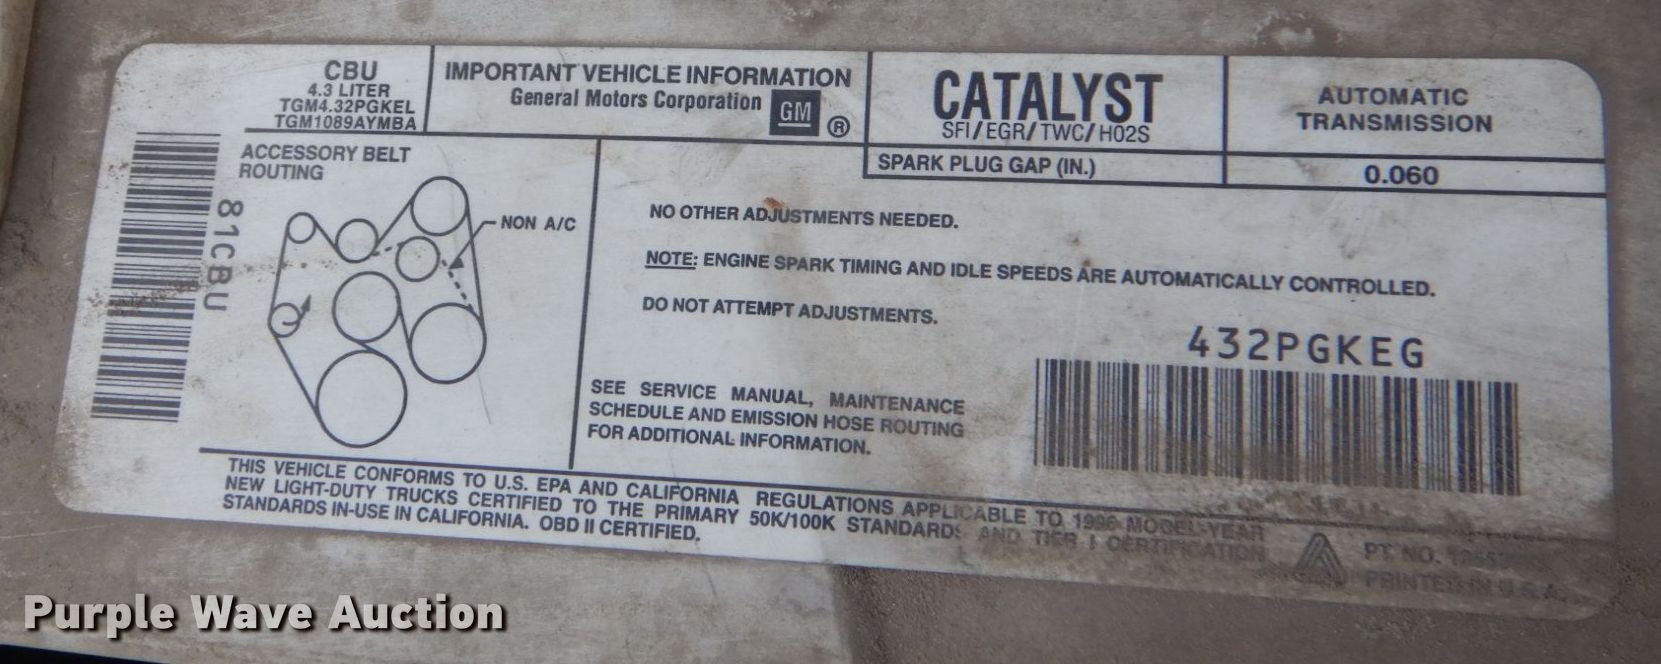 CBU
4.3 LITER
TGM4.32PGKEL
TGM1089AYMBA
IMPORTANT VEHICLE INFORMATION
General Motors Corporation GM ®
CATALYST
SFI/EGR/TWC/HO2S
AUTOMATIC
TRANSMISSION
SPARK PLUG GAP (IN.)
0.060
81CBU
ACCESSORY BELT
ROUTING
NON A/C
NO OTHER ADJUSTMENTS NEEDED.
NOTE: ENGINE SPARK TIMING AND IDLE SPEEDS ARE AUTOMATICALLY CONTROLLED.
DO NOT ATTEMPT ADJUSTMENTS.
432PGKEG
SEE SERVICE MANUAL, MAINTENANCE
SCHEDULE AND EMISSION HOSE ROUTING
FOR ADDITIONAL INFORMATION.
THIS VEHICLE CONFORMS TO U.S. EPA AND CALIFORNIA REGULATIONS APPLICABLE TO 1996 MODEL-YEAR
NEW LIGHT-DUTY TRUCKS CERTIFIED TO THE PRIMARY 50K/100K STANDARDS AND TIER I CERTIFICATION
STANDARDS IN-USE IN CALIFORNIA. OBD II CERTIFIED.
PT. NO.
PRINTED IN U.S.A.
Purple Wave Auction